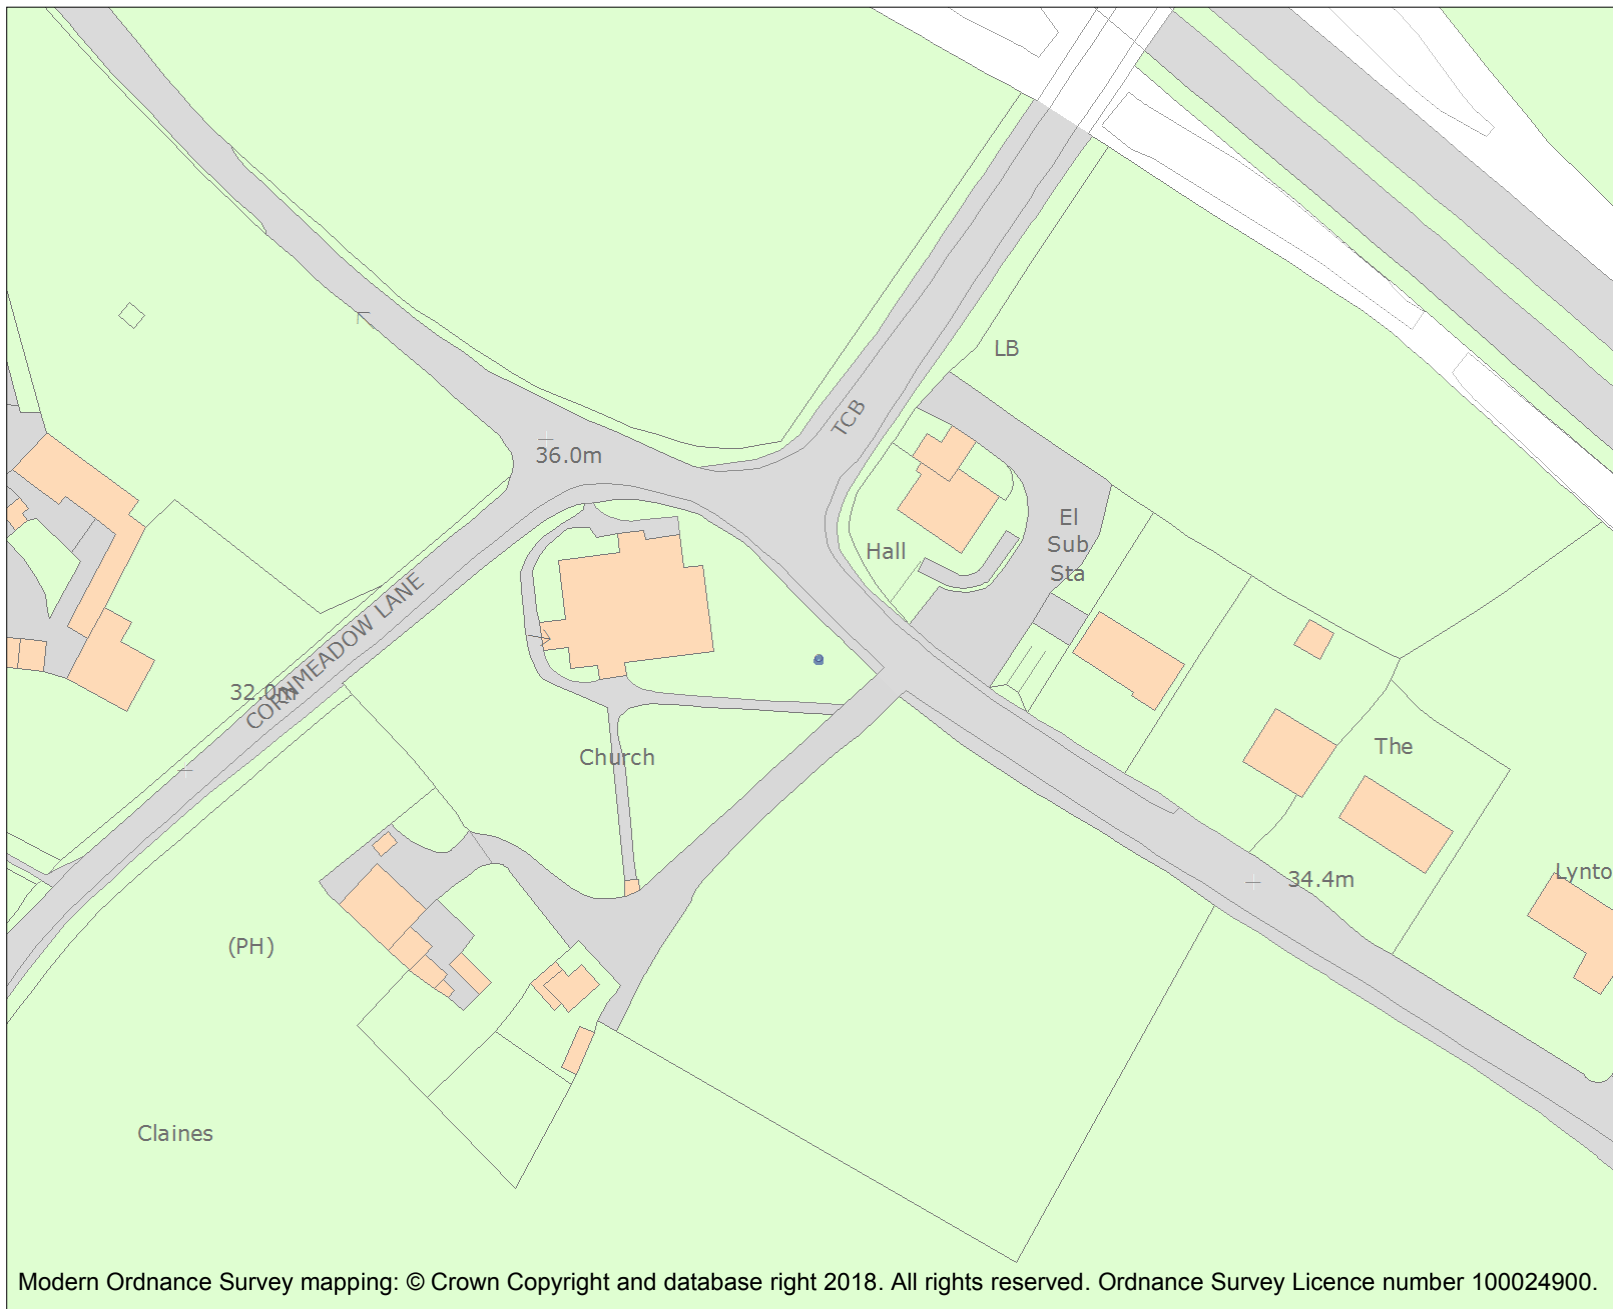 LB
TCB
36.0m
El
Sub
Sta
Hall
CORNMEADOW LANE
32.0m
The
Church
Lynto
34.4m
(PH)
Claines
Modern Ordnance Survey mapping: © Crown Copyright and database right 2018. All rights reserved. Ordnance Survey Licence number 100024900.